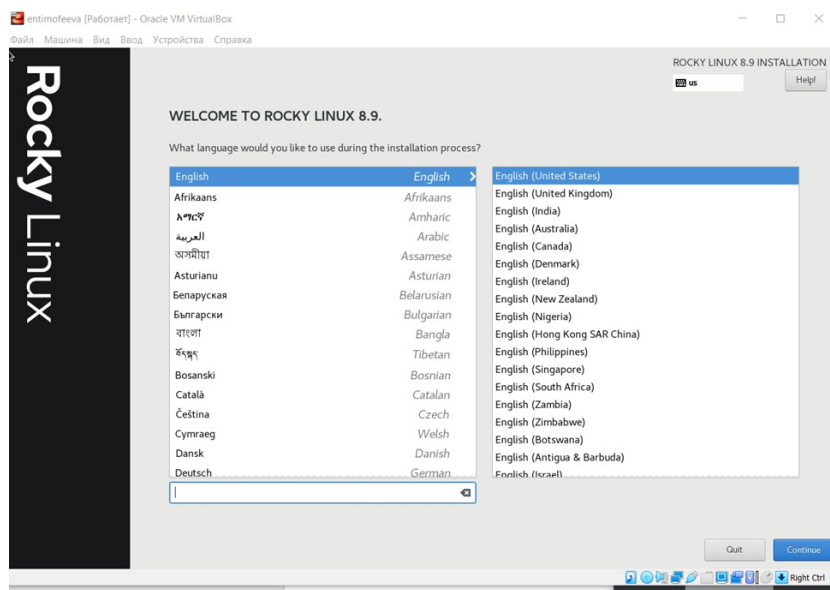 entimofeeva [Работает] - Oracle VM VirtualBox
Файл Машина Вид Ввод Устройства Справка
Rocky Linux
ROCKY LINUX 8.9 INSTALLATION
us
Help!
WELCOME TO ROCKY LINUX 8.9.
What language would you like to use during the installation process?
English English
Afrikaans Afrikaans
አማርኛ Amharic
العربية Arabic
অসমীয়া Assamese
Asturianu Asturian
Беларуская Belarusian
Български Bulgarian
বাংলা Bangla
Tibetan
Bosanski Bosnian
Català Catalan
Čeština Czech
Cymraeg Welsh
Dansk Danish
Deutsch German
English (United States)
English (United Kingdom)
English (India)
English (Australia)
English (Canada)
English (Denmark)
English (Ireland)
English (New Zealand)
English (Nigeria)
English (Hong Kong SAR China)
English (Philippines)
English (Singapore)
English (South Africa)
English (Zambia)
English (Zimbabwe)
English (Botswana)
English (Antigua & Barbuda)
English (Israel)
Quit
Continue
Right Ctrl